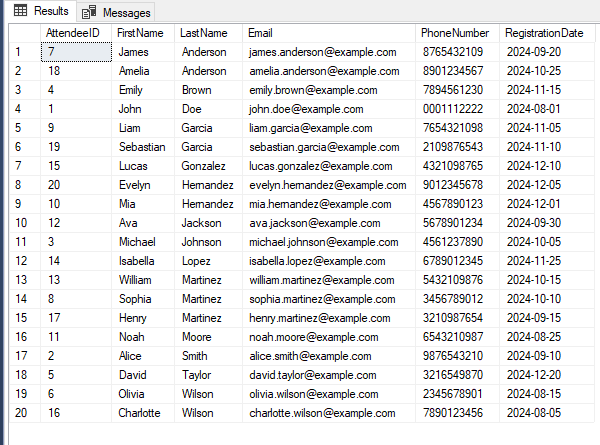 Results Messages
AttendeeID FirstName LastName Email PhoneNumber RegistrationDate
1 7 James Anderson james.anderson@example.com 8765432109 2024-09-20
2 18 Amelia Anderson amelia.anderson@example.com 8901234567 2024-10-25
3 4 Emily Brown emily.brown@example.com 7894561230 2024-11-15
4 1 John Doe john.doe@example.com 0001112222 2024-08-01
5 9 Liam Garcia liam.garcia@example.com 7654321098 2024-11-05
6 19 Sebastian Garcia sebastian.garcia@example.com 2109876543 2024-11-10
7 15 Lucas Gonzalez lucas.gonzalez@example.com 4321098765 2024-12-10
8 20 Evelyn Hernandez evelyn.hernandez@example.com 9012345678 2024-12-05
9 10 Mia Hernandez mia.hernandez@example.com 4567890123 2024-12-01
10 12 Ava Jackson ava.jackson@example.com 5678901234 2024-09-30
11 3 Michael Johnson michael.johnson@example.com 4561237890 2024-10-05
12 14 Isabella Lopez isabella.lopez@example.com 6789012345 2024-11-25
13 13 William Martinez william.martinez@example.com 5432109876 2024-10-15
14 8 Sophia Martinez sophia.martinez@example.com 3456789012 2024-10-10
15 17 Henry Martinez henry.martinez@example.com 3210987654 2024-09-15
16 11 Noah Moore noah.moore@example.com 6543210987 2024-08-25
17 2 Alice Smith alice.smith@example.com 9876543210 2024-09-10
18 5 David Taylor david.taylor@example.com 3216549870 2024-12-20
19 6 Olivia Wilson olivia.wilson@example.com 2345678901 2024-08-15
20 16 Charlotte Wilson charlotte.wilson@example.com 7890123456 2024-08-05